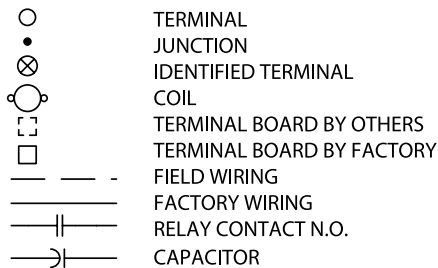 TERMINAL
JUNCTION
IDENTIFIED TERMINAL
COIL
TERMINAL BOARD BY OTHERS
TERMINAL BOARD BY FACTORY
FIELD WIRING
FACTORY WIRING
RELAY CONTACT N.O.
CAPACITOR